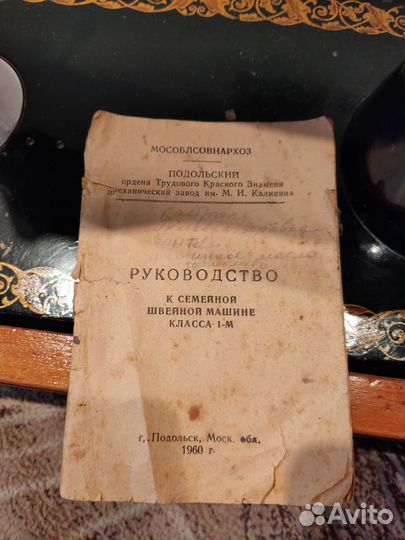 МОСОБЛСОВНАРХОЗ
ПОДОЛЬСКИЙ
ордена Трудового Красного Знамени
механический завод им. М. И. Калинина
масло
РУКОВОДСТВО
К СЕМЕЙНОЙ
ШВЕЙНОЙ МАШИНЕ
КЛАССА 1-М
г. Подольск, Моск. обл.
1960 г.
Avito